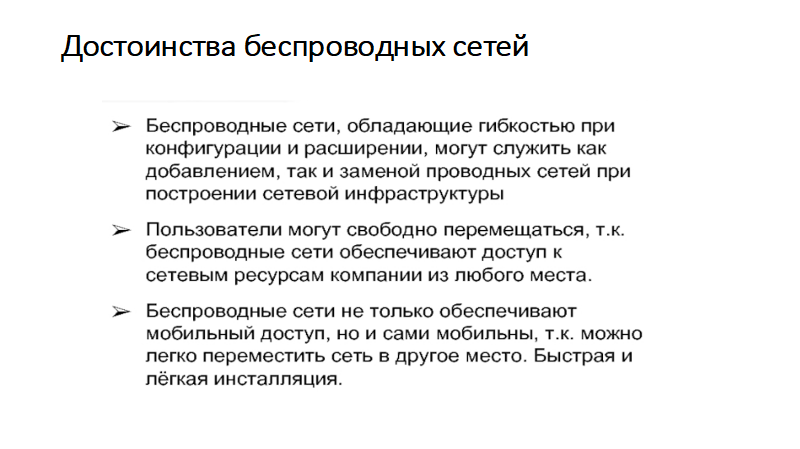 Достоинства беспроводных сетей
➢ Беспроводные сети, обладающие гибкостью при
конфигурации и расширении, могут служить как
добавлением, так и заменой проводных сетей при
построении сетевой инфраструктуры
➢ Пользователи могут свободно перемещаться, т.к.
беспроводные сети обеспечивают доступ к
сетевым ресурсам компании из любого места.
➢ Беспроводные сети не только обеспечивают
мобильный доступ, но и сами мобильны, т.к. можно
легко переместить сеть в другое место. Быстрая и
лёгкая инсталляция.